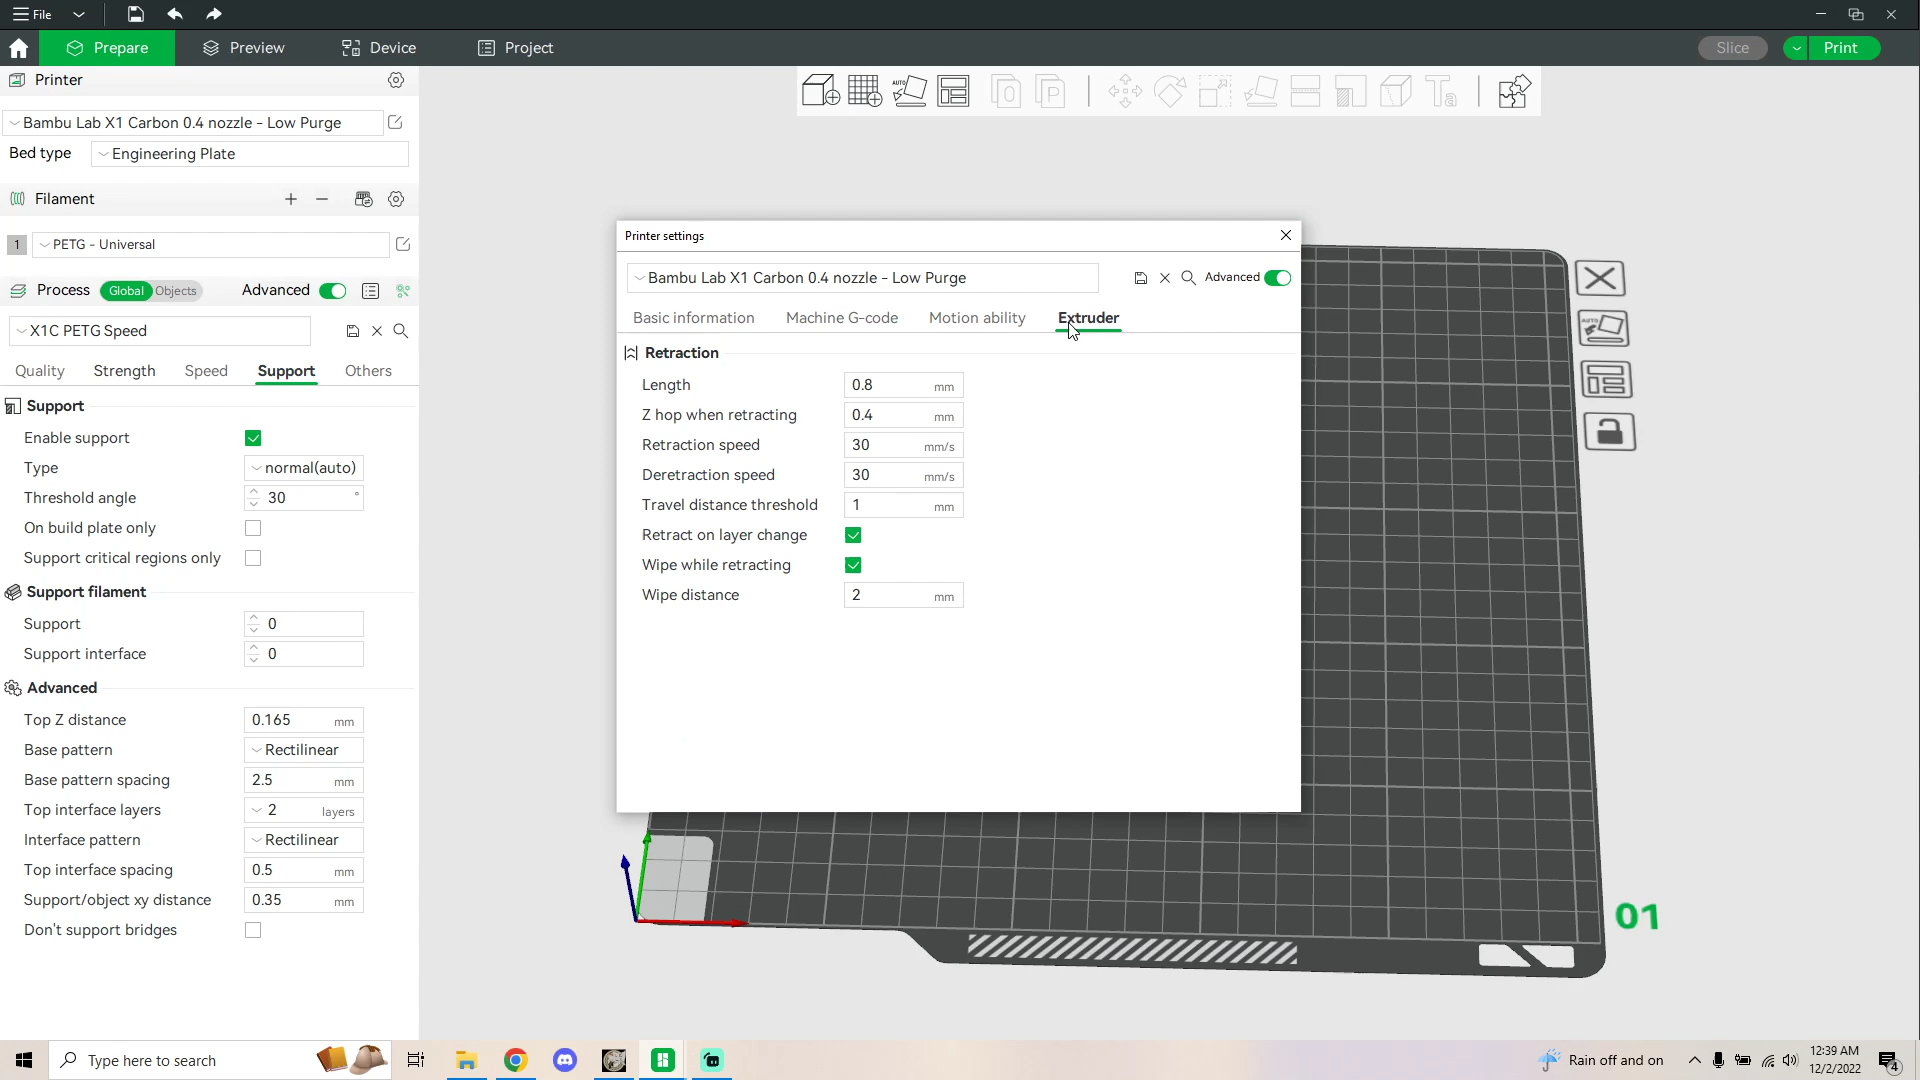 File
Prepare
Preview
Device
Project
Slice
Print
Printer
Bambu Lab X1 Carbon 0.4 nozzle - Low Purge
Bed type
Engineering Plate
Filament
1
PETG - Universal
Process
Global
Objects
Advanced
X1C PETG Speed
Quality
Strength
Speed
Support
Others
Support
Enable support
Type
normal(auto)
Threshold angle
30 °
On build plate only
Support critical regions only
Support filament
Support
0
Support interface
0
Advanced
Top Z distance
0.165 mm
Base pattern
Rectilinear
Base pattern spacing
2.5 mm
Top interface layers
2 layers
Interface pattern
Rectilinear
Top interface spacing
0.5 mm
Support/object xy distance
0.35 mm
Don't support bridges
AUTO
O
P
T
Printer settings
Bambu Lab X1 Carbon 0.4 nozzle - Low Purge
Advanced
Basic information
Machine G-code
Motion ability
Extruder
Retraction
Length
0.8 mm
Z hop when retracting
0.4 mm
Retraction speed
30 mm/s
Deretraction speed
30 mm/s
Travel distance threshold
1 mm
Retract on layer change
Wipe while retracting
Wipe distance
2 mm
AUTO
01
Type here to search
Rain off and on
12:39 AM
12/2/2022
4